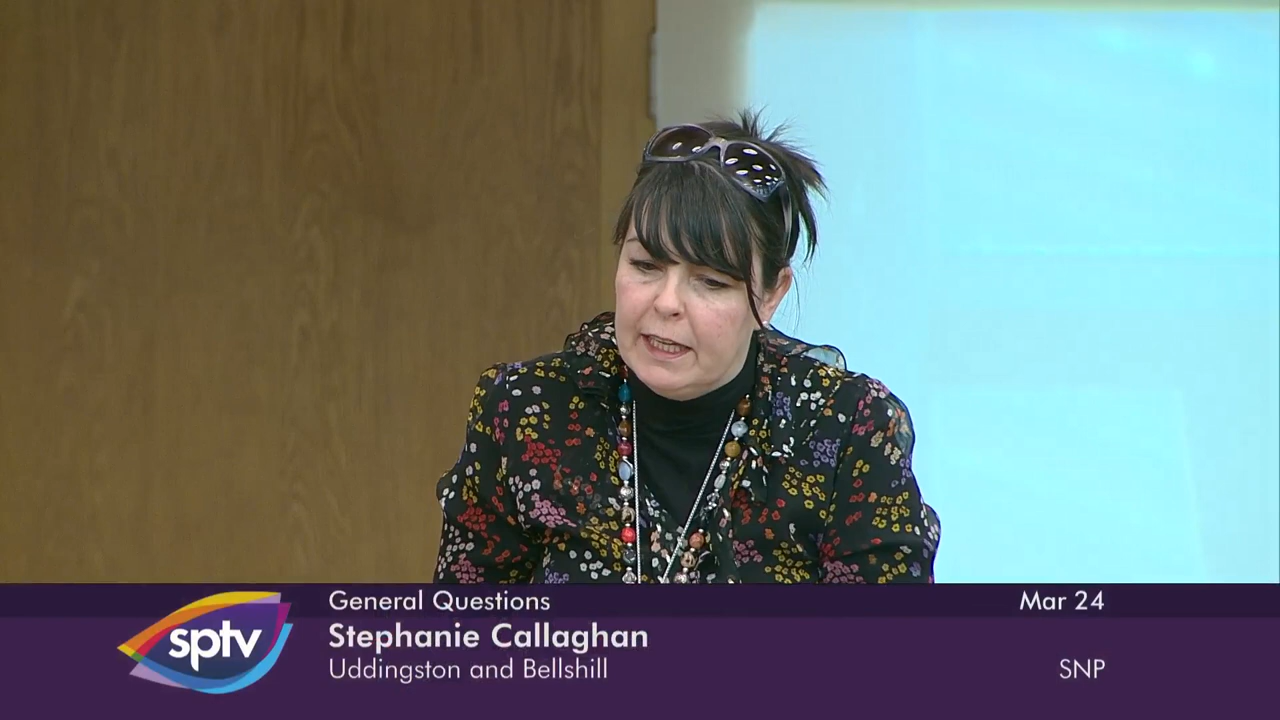 General Questions
Mar 24
sptv
Stephanie Callaghan
Uddingston and Bellshill
SNP